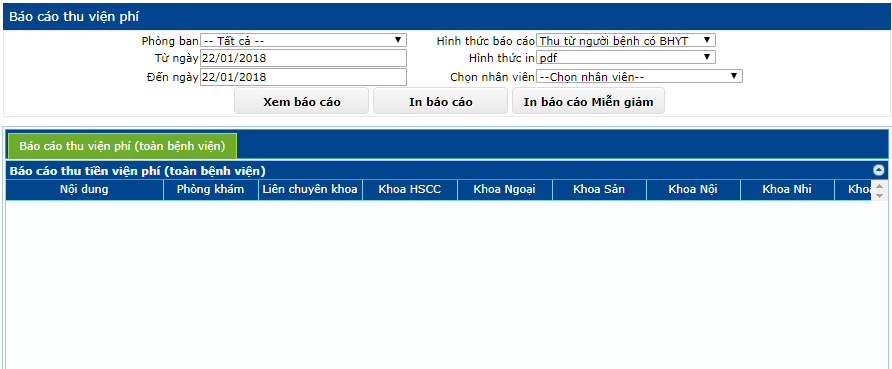 Báo cáo thu viện phí
Phòng ban -- Tất cả -- Hình thức báo cáo Thu từ người bệnh có BHYT
Từ ngày 22/01/2018 Hình thức in pdf
Đến ngày 22/01/2018 Chọn nhân viên --Chọn nhân viên--
Xem báo cáo In báo cáo In báo cáo Miễn giảm
Báo cáo thu viện phí (toàn bệnh viện)
Báo cáo thu tiền viện phí (toàn bệnh viện)
Nội dung Phòng khám Liên chuyên khoa Khoa HSCC Khoa Ngoại Khoa Sản Khoa Nội Khoa Nhi Khoa